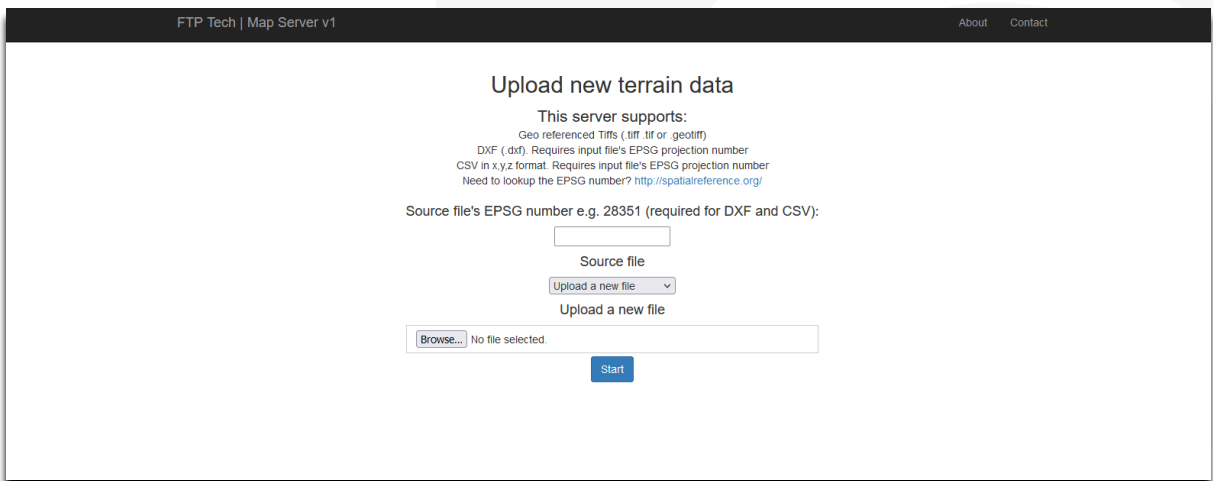 FTP Tech | Map Server v1 About Contact
Upload new terrain data
This server supports:
Geo referenced Tiffs (.tiff .tif or .geotiff)
DXF (.dxf). Requires input file's EPSG projection number
CSV in x,y,z format. Requires input file's EPSG projection number
Need to lookup the EPSG number? http://spatialreference.org/
Source file's EPSG number e.g. 28351 (required for DXF and CSV):
Source file
Upload a new file
Upload a new file
Browse... No file selected.
Start